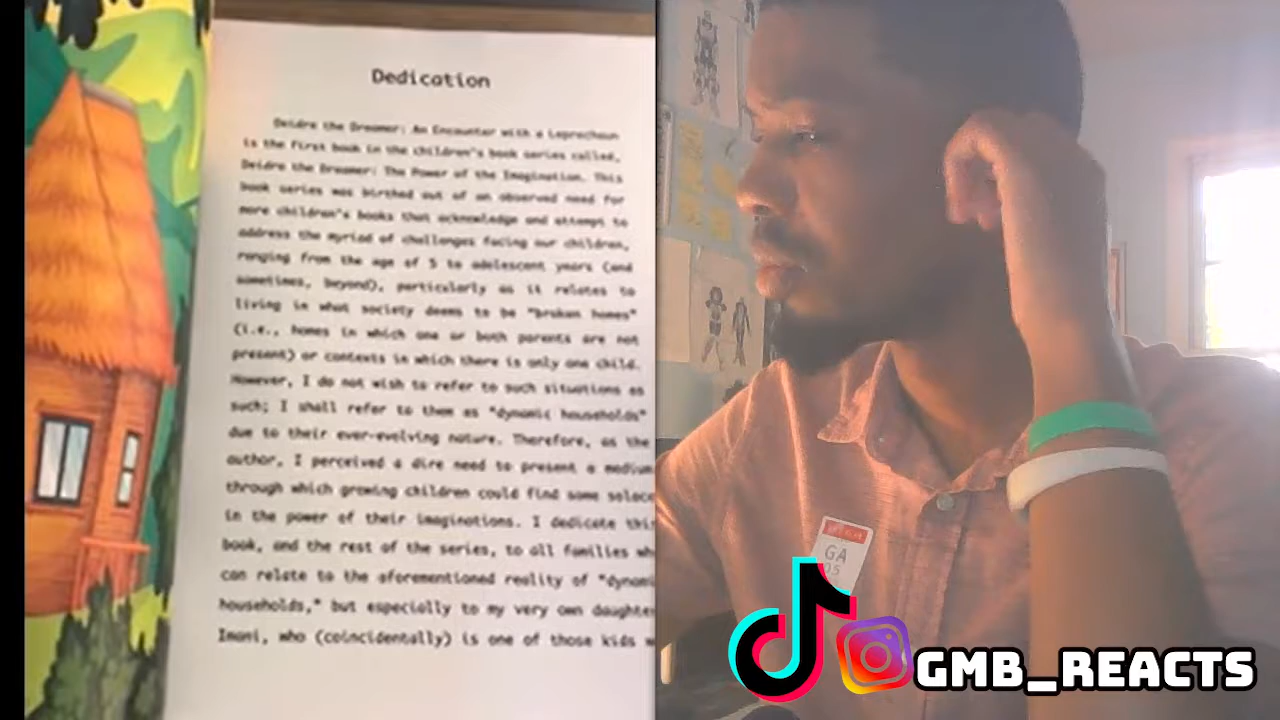 Dedication
Deidre the Dreamer: An Encounter with a Leprechaun
is the first book in the children's book series called,
Deidre the Dreamer: The Power of the Imagination. This
book series was birthed out of an observed need for
more children's books that acknowledge and attempt to
address the myriad of challenges facing our children,
ranging from the age of 5 to adolescent years (and
sometimes, beyond), particularly as it relates to
living in what society deems to be "broken homes"
(i.e., homes in which one or both parents are not
present) or contexts in which there is only one child.
However, I do not wish to refer to such situations as
such; I shall refer to them as "dynamic households"
due to their ever-evolving nature. Therefore, as the
author, I perceived a dire need to present a medium
through which growing children could find some solace
in the power of their imaginations. I dedicate this
book, and the rest of the series, to all families
can relate to the aforementioned reality of
households," but especially to my very own
Imani, who (coincidentally) is one of those kids
GA
05
GMB_REACTS